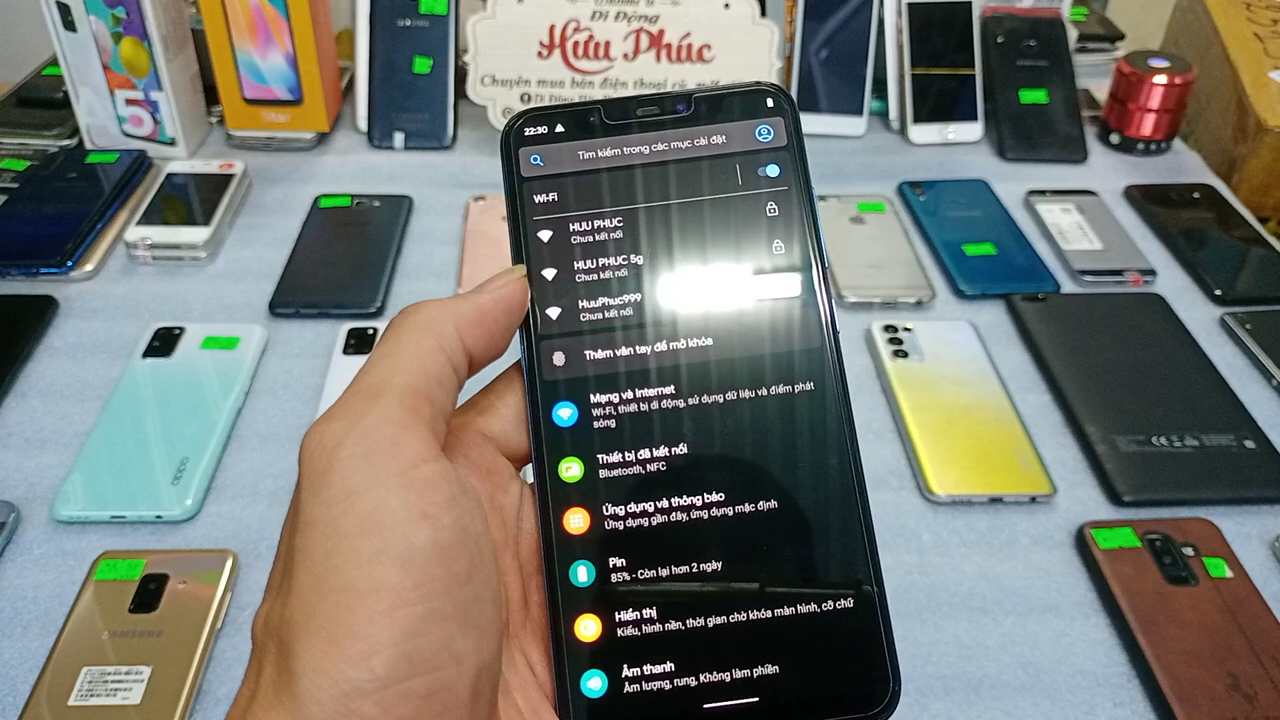 Di Động
Hữu Phúc
Chuyên mua bán điện thoại cũ,
51
22:30
Tìm kiếm trong các mục cài đặt
Wi-Fi
HUU PHUC
Chưa kết nối
HUU PHUC 5g
Chưa kết nối
HuuPhuc999
Chưa kết nối
Thêm vân tay để mở khóa
Mạng và Internet
Wi-Fi, thiết bị di động, sử dụng dữ liệu và điểm phát
sóng
Thiết bị đã kết nối
Bluetooth, NFC
Ứng dụng và thông báo
Ứng dụng gần đây, ứng dụng mặc định
Pin
85% - Còn lại hơn 2 ngày
Hiển thị
Kiểu, hình nền, thời gian chờ khóa màn hình, cỡ chữ
Âm thanh
Âm lượng, rung, Không làm phiền
oppo
SAMSUNG